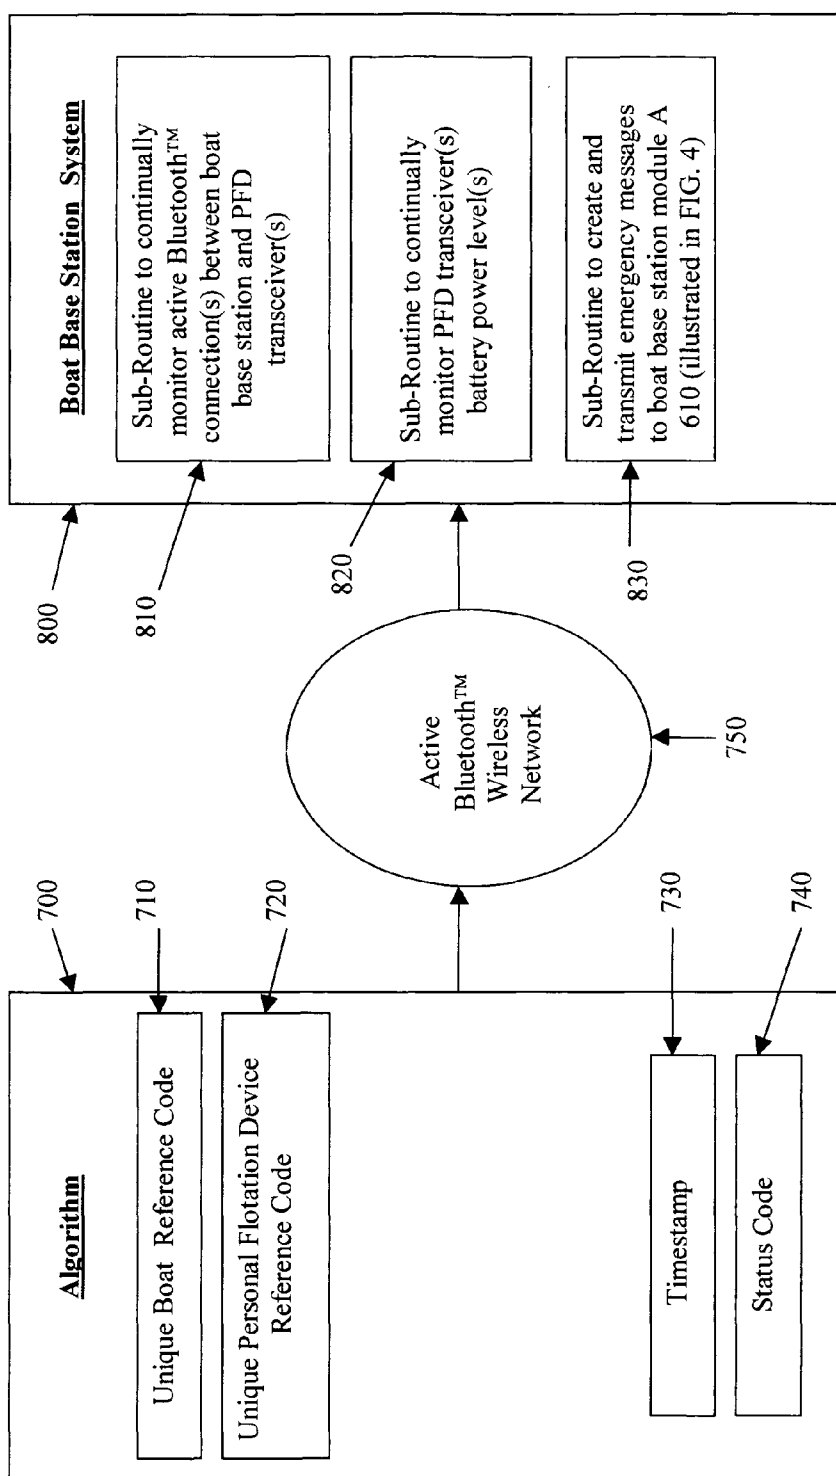 Algorithm
700
Unique Boat Reference Code
710
Unique Personal Flotation Device
Reference Code
720
Timestamp
730
Status Code
740
Active
Bluetooth™
Wireless
Network
750
Boat Base Station System
800
Sub-Routine to continually
monitor active Bluetooth™
connection(s) between boat
base station and PFD
transceiver(s)
810
Sub-Routine to continually
monitor PFD transceiver(s)
battery power level(s)
820
Sub-Routine to create and
transmit emergency messages
to boat base station module A
610 (illustrated in FIG. 4)
830